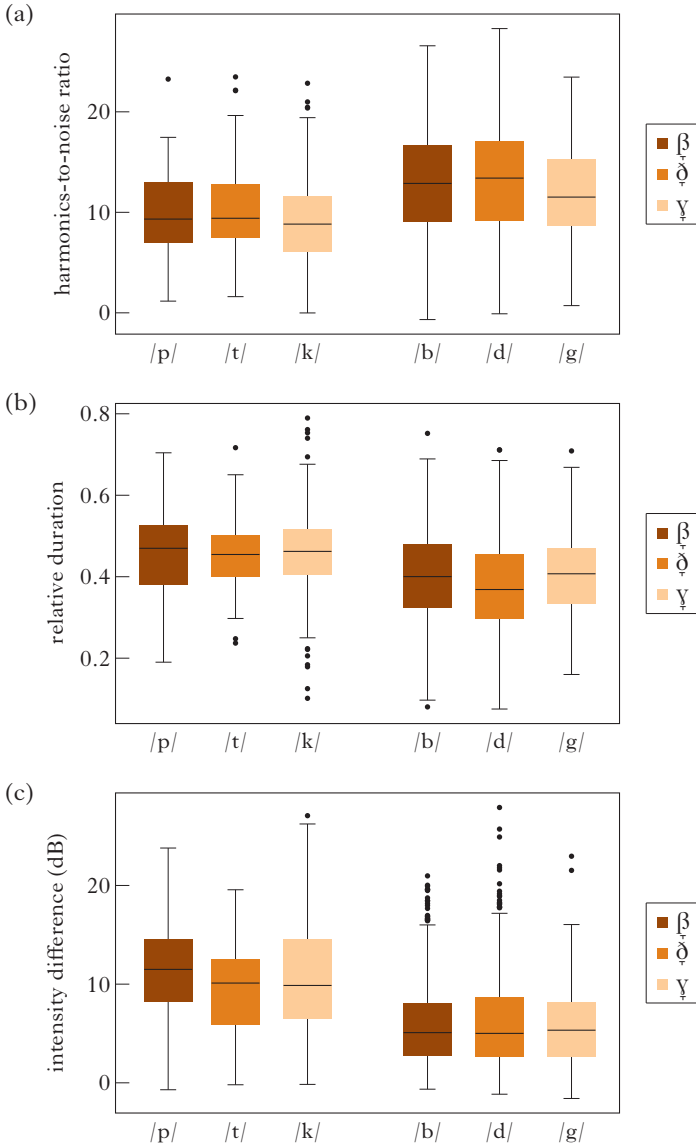 (a)
harmonics-to-noise ratio
20
10
0
/p/ /t/ /k/ /b/ /d/ /g/
β̞
ð̞
ɣ̞
(b)
relative duration
0.8
0.6
0.4
0.2
/p/ /t/ /k/ /b/ /d/ /g/
β̞
ð̞
ɣ̞
(c)
intensity difference (dB)
20
10
0
/p/ /t/ /k/ /b/ /d/ /g/
β̞
ð̞
ɣ̞